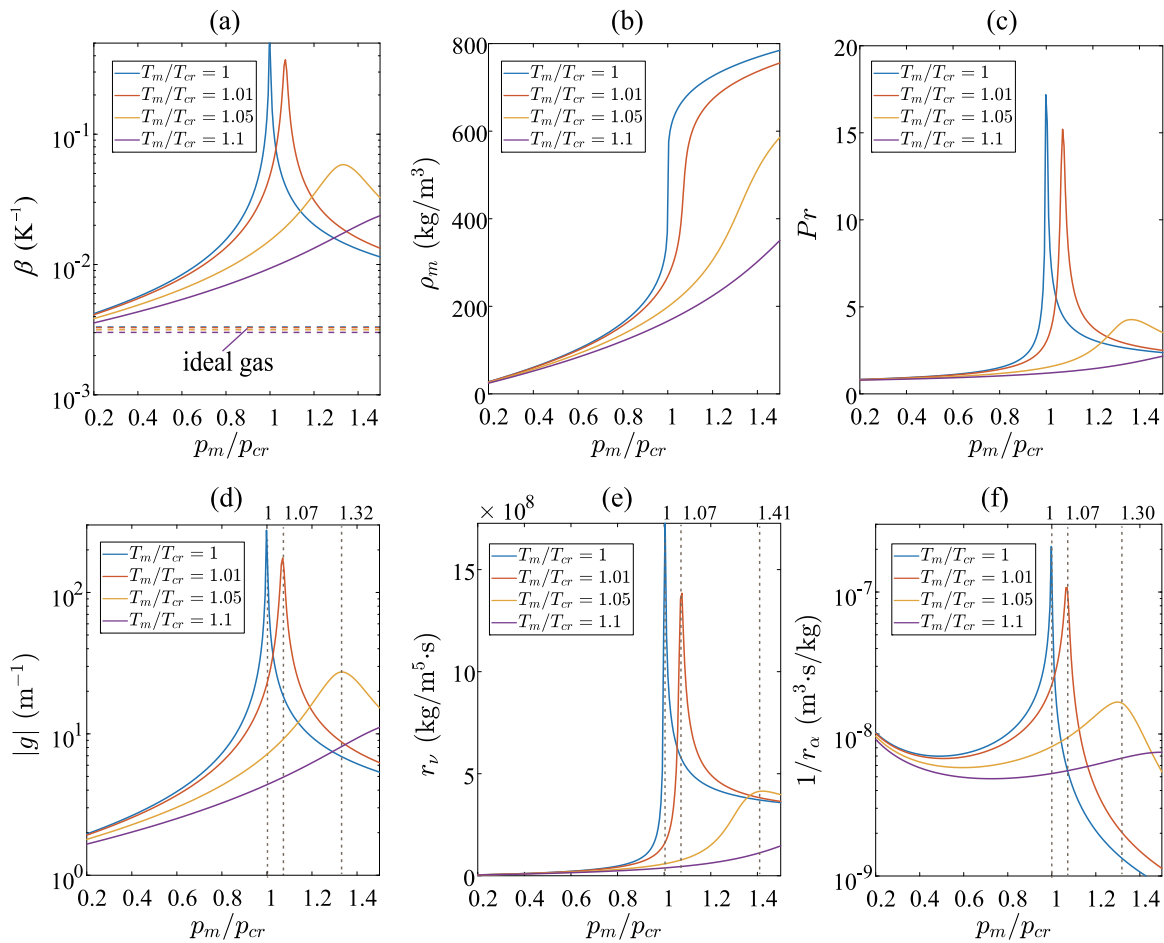 (a)
β (K⁻¹)
10⁻¹
10⁻²
10⁻³
T_m/T_cr = 1
T_m/T_cr = 1.01
T_m/T_cr = 1.05
T_m/T_cr = 1.1
ideal gas
0.2 0.4 0.6 0.8 1 1.2 1.4
p_m/p_cr
(b)
ρ_m (kg/m³)
800
600
400
200
0
T_m/T_cr = 1
T_m/T_cr = 1.01
T_m/T_cr = 1.05
T_m/T_cr = 1.1
0.2 0.4 0.6 0.8 1 1.2 1.4
p_m/p_cr
(c)
Pr
20
15
10
5
0
T_m/T_cr = 1
T_m/T_cr = 1.01
T_m/T_cr = 1.05
T_m/T_cr = 1.1
0.2 0.4 0.6 0.8 1 1.2 1.4
p_m/p_cr
(d)
1 1.07 1.32
|g| (m⁻¹)
10²
10¹
10⁰
T_m/T_cr = 1
T_m/T_cr = 1.01
T_m/T_cr = 1.05
T_m/T_cr = 1.1
0.2 0.4 0.6 0.8 1 1.2 1.4
p_m/p_cr
(e)
× 10⁸
1 1.07 1.41
r_ν (kg/m⁵·s)
15
10
5
0
T_m/T_cr = 1
T_m/T_cr = 1.01
T_m/T_cr = 1.05
T_m/T_cr = 1.1
0.2 0.4 0.6 0.8 1 1.2 1.4
p_m/p_cr
(f)
1 1.07 1.30
1/r_α (m³·s/kg)
10⁻⁷
10⁻⁸
10⁻⁹
T_m/T_cr = 1
T_m/T_cr = 1.01
T_m/T_cr = 1.05
T_m/T_cr = 1.1
0.2 0.4 0.6 0.8 1 1.2 1.4
p_m/p_cr